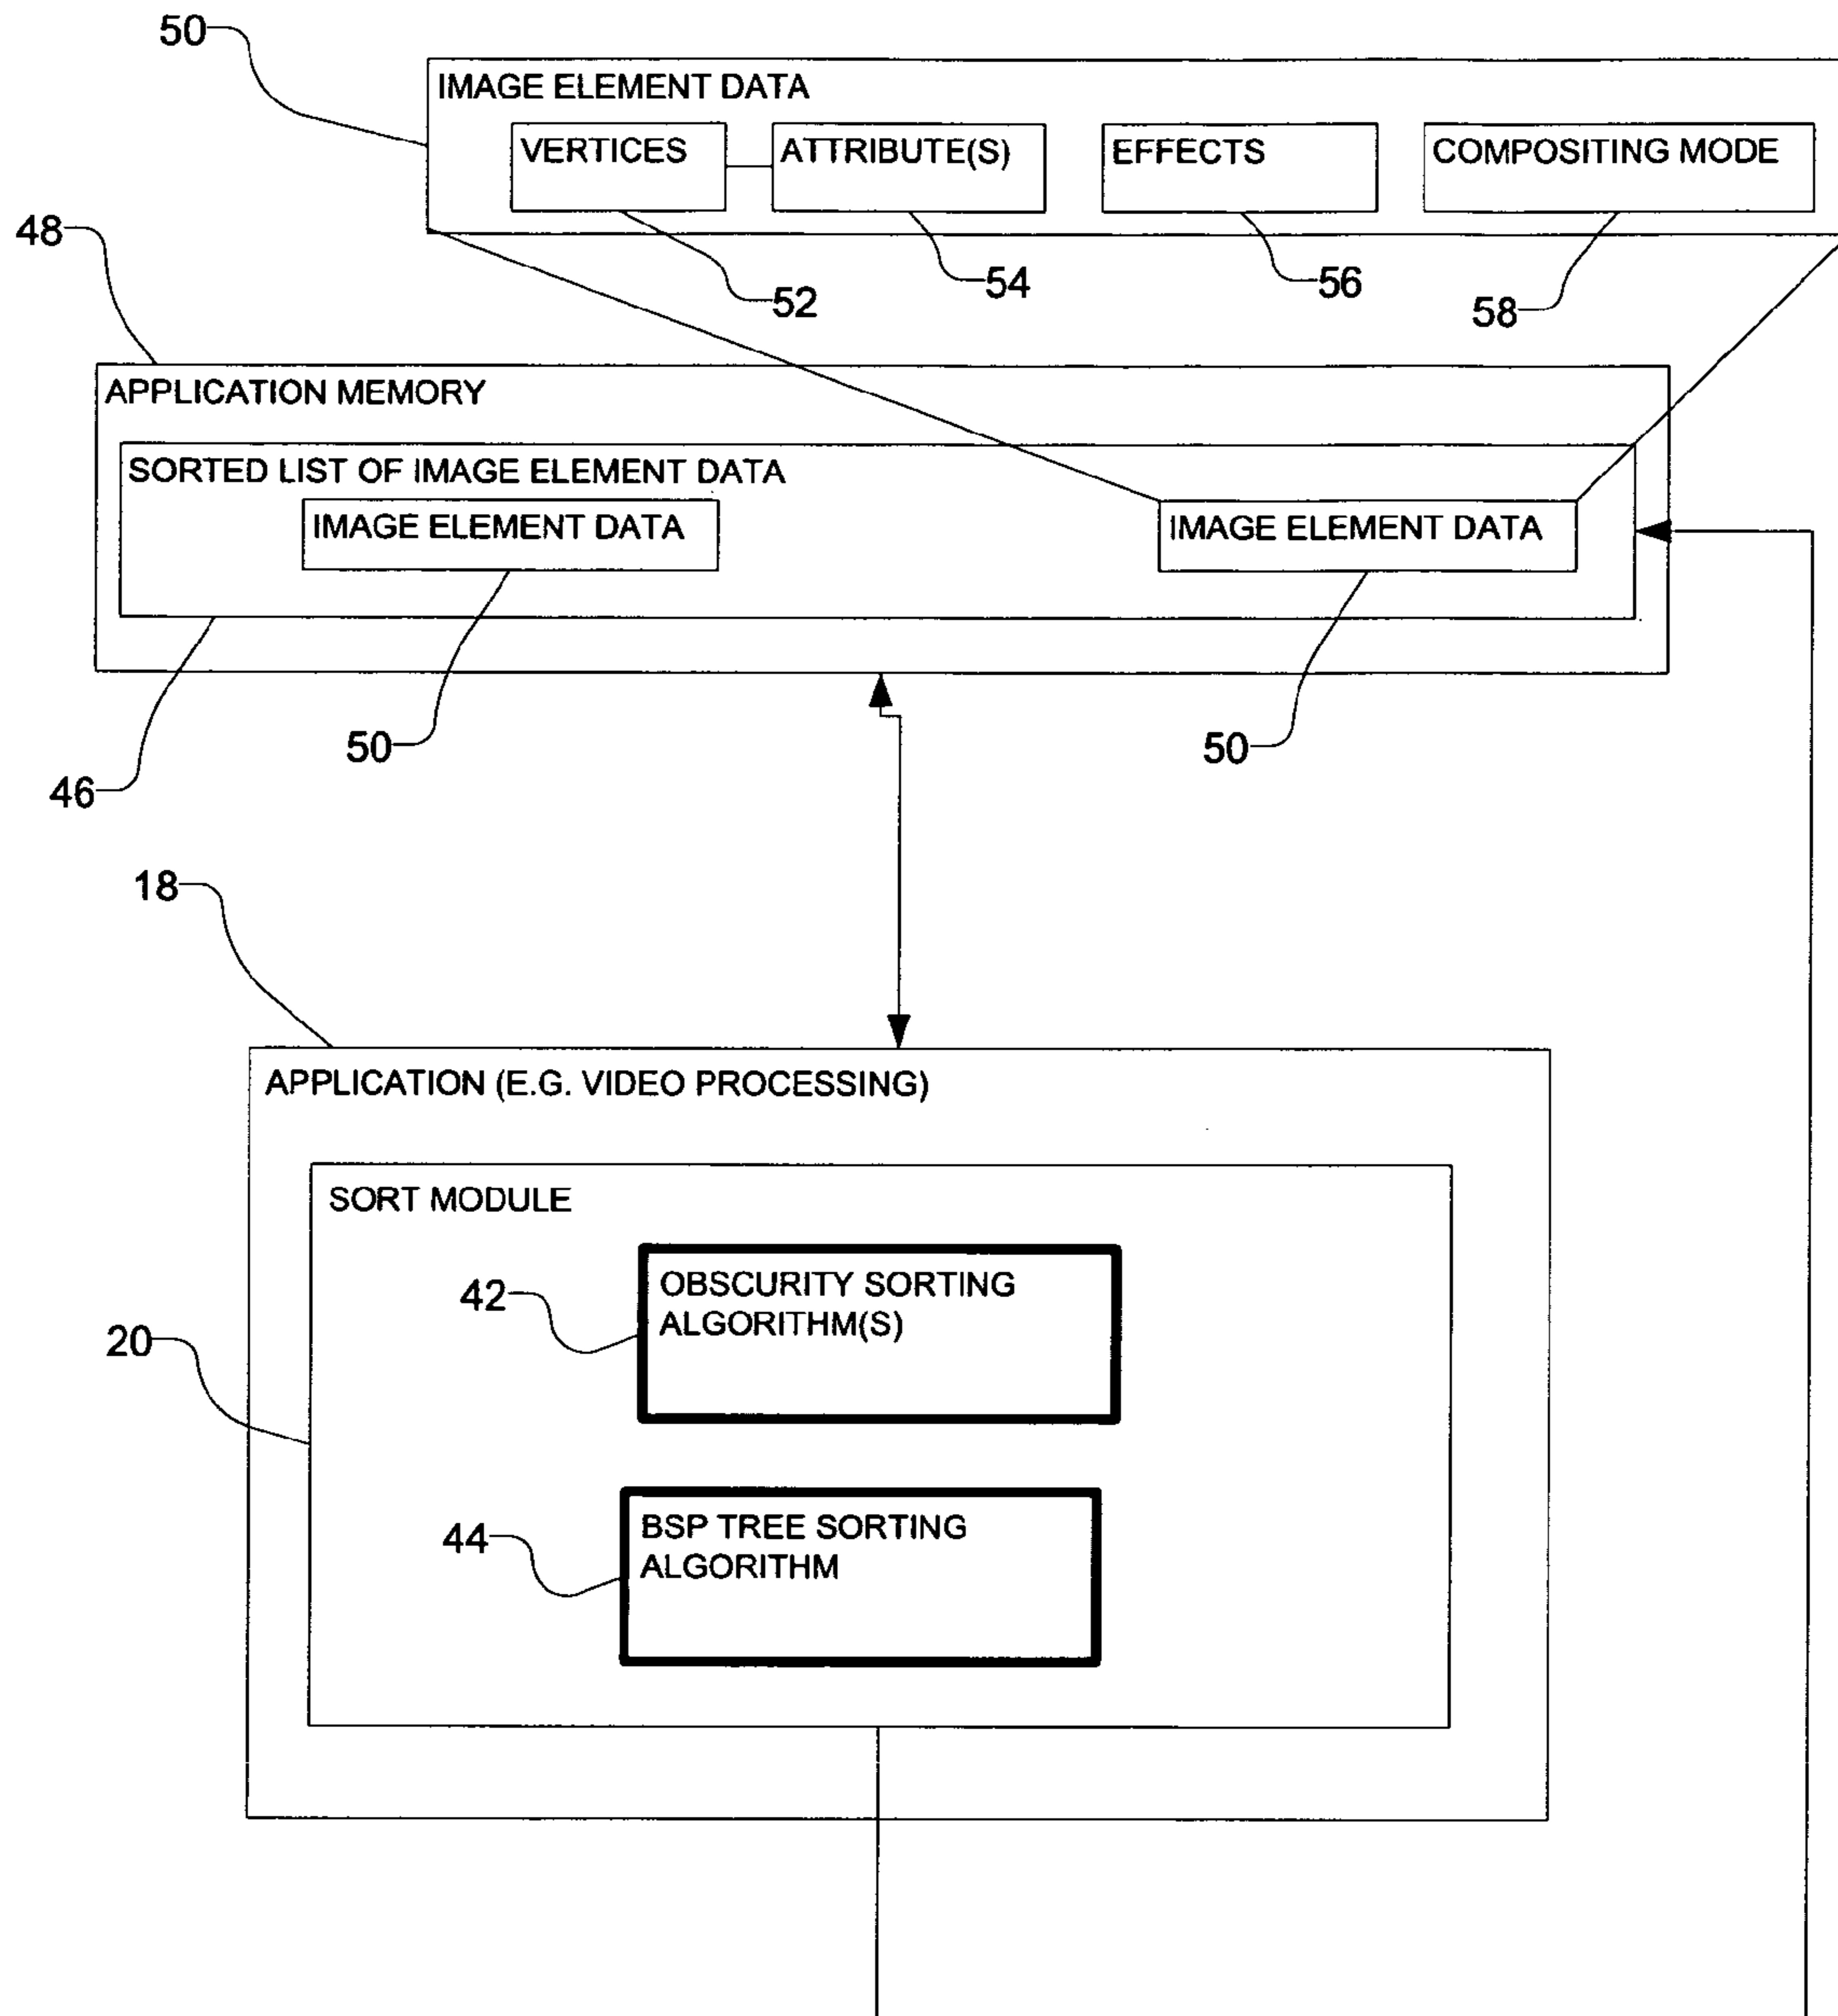 50
IMAGE ELEMENT DATA
VERTICES
ATTRIBUTE(S)
EFFECTS
COMPOSITING MODE
48
52
54
56
58
APPLICATION MEMORY
SORTED LIST OF IMAGE ELEMENT DATA
IMAGE ELEMENT DATA
IMAGE ELEMENT DATA
50
50
46
18
APPLICATION (E.G. VIDEO PROCESSING)
SORT MODULE
42
OBSCURITY SORTING
ALGORITHM(S)
20
44
BSP TREE SORTING
ALGORITHM